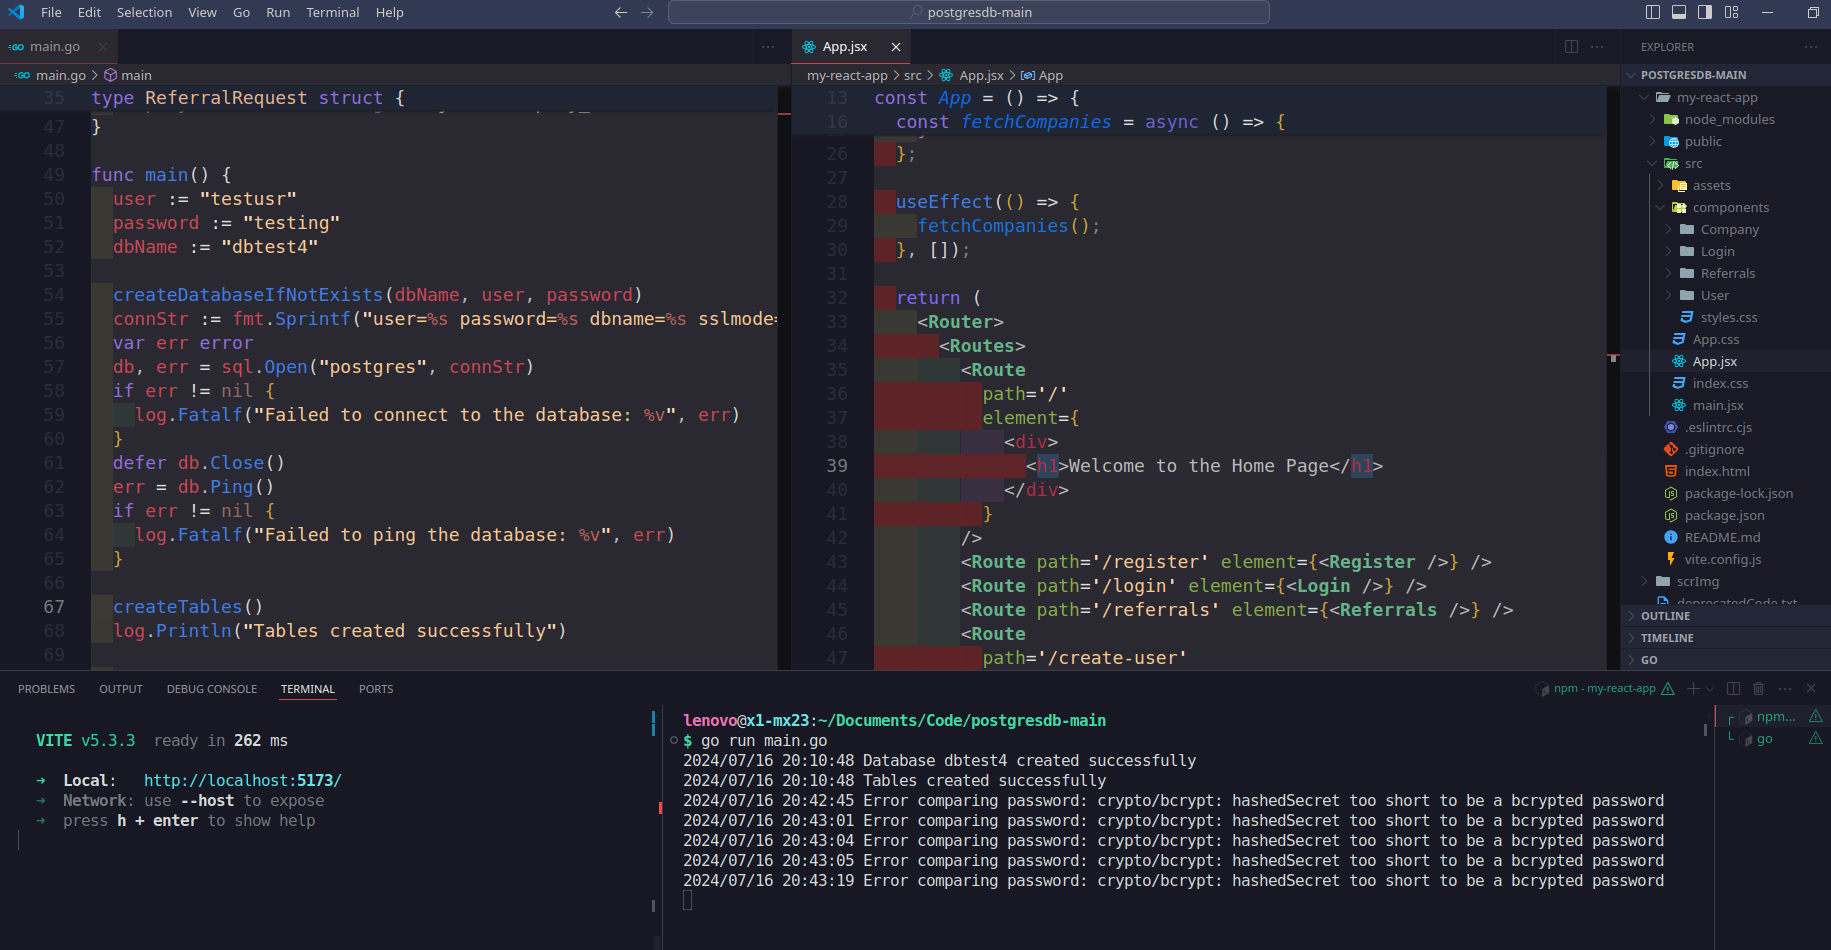 File Edit Selection View Go Run Terminal Help
postgresdb-main
main.go
main.go > main
35 type ReferralRequest struct {
47 }
48
49 func main() {
50 user := "testusr"
51 password := "testing"
52 dbName := "dbtest4"
53
54 createDatabaseIfNotExists(dbName, user, password)
55 connStr := fmt.Sprintf("user=%s password=%s dbname=%s sslmode=
56 var err error
57 db, err = sql.Open("postgres", connStr)
58 if err != nil {
59 log.Fatalf("Failed to connect to the database: %v", err)
60 }
61 defer db.Close()
62 err = db.Ping()
63 if err != nil {
64 log.Fatalf("Failed to ping the database: %v", err)
65 }
66
67 createTables()
68 log.Println("Tables created successfully")
69
App.jsx
my-react-app > src > App.jsx > App
13 const App = () => {
16 const fetchCompanies = async () => {
26 };
27
28 useEffect(() => {
29 fetchCompanies();
30 }, []);
31
32 return (
33 <Router>
34 <Routes>
35 <Route
36 path='/'
37 element={
38 <div>
39 <h1>Welcome to the Home Page</h1>
40 </div>
41 }
42 />
43 <Route path='/register' element={<Register />} />
44 <Route path='/login' element={<Login />} />
45 <Route path='/referrals' element={<Referrals />} />
46 <Route
47 path='/create-user'
EXPLORER
POSTGRESDB-MAIN
my-react-app
node_modules
public
src
assets
components
Company
Login
Referrals
User
styles.css
App.css
App.jsx
index.css
main.jsx
.eslintrc.cjs
.gitignore
index.html
package-lock.json
package.json
README.md
vite.config.js
scrImg
deprecatedCode.txt
OUTLINE
TIMELINE
GO
PROBLEMS OUTPUT DEBUG CONSOLE TERMINAL PORTS
npm - my-react-app
VITE v5.3.3 ready in 262 ms
➜ Local: http://localhost:5173/
➜ Network: use --host to expose
➜ press h + enter to show help
lenovo@x1-mx23:~/Documents/Code/postgresdb-main
$ go run main.go
2024/07/16 20:10:48 Database dbtest4 created successfully
2024/07/16 20:10:48 Tables created successfully
2024/07/16 20:42:45 Error comparing password: crypto/bcrypt: hashedSecret too short to be a bcrypted password
2024/07/16 20:43:01 Error comparing password: crypto/bcrypt: hashedSecret too short to be a bcrypted password
2024/07/16 20:43:04 Error comparing password: crypto/bcrypt: hashedSecret too short to be a bcrypted password
2024/07/16 20:43:05 Error comparing password: crypto/bcrypt: hashedSecret too short to be a bcrypted password
2024/07/16 20:43:19 Error comparing password: crypto/bcrypt: hashedSecret too short to be a bcrypted password
npm...
go